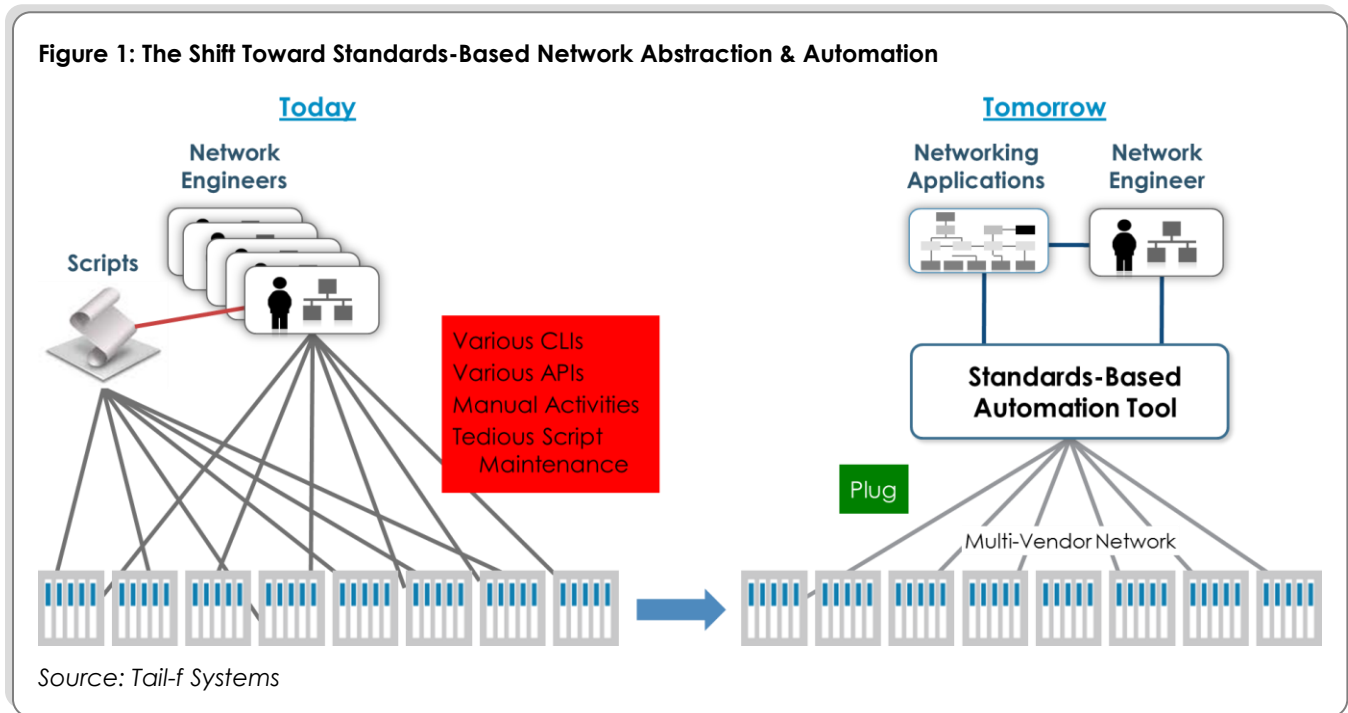 Figure 1: The Shift Toward Standards-Based Network Abstraction & Automation
Today
Network
Engineers
Scripts
Various CLIs
Various APIs
Manual Activities
Tedious Script
Maintenance
Tomorrow
Networking
Applications
Network
Engineer
Standards-Based
Automation Tool
Plug
Multi-Vendor Network
Source: Tail-f Systems